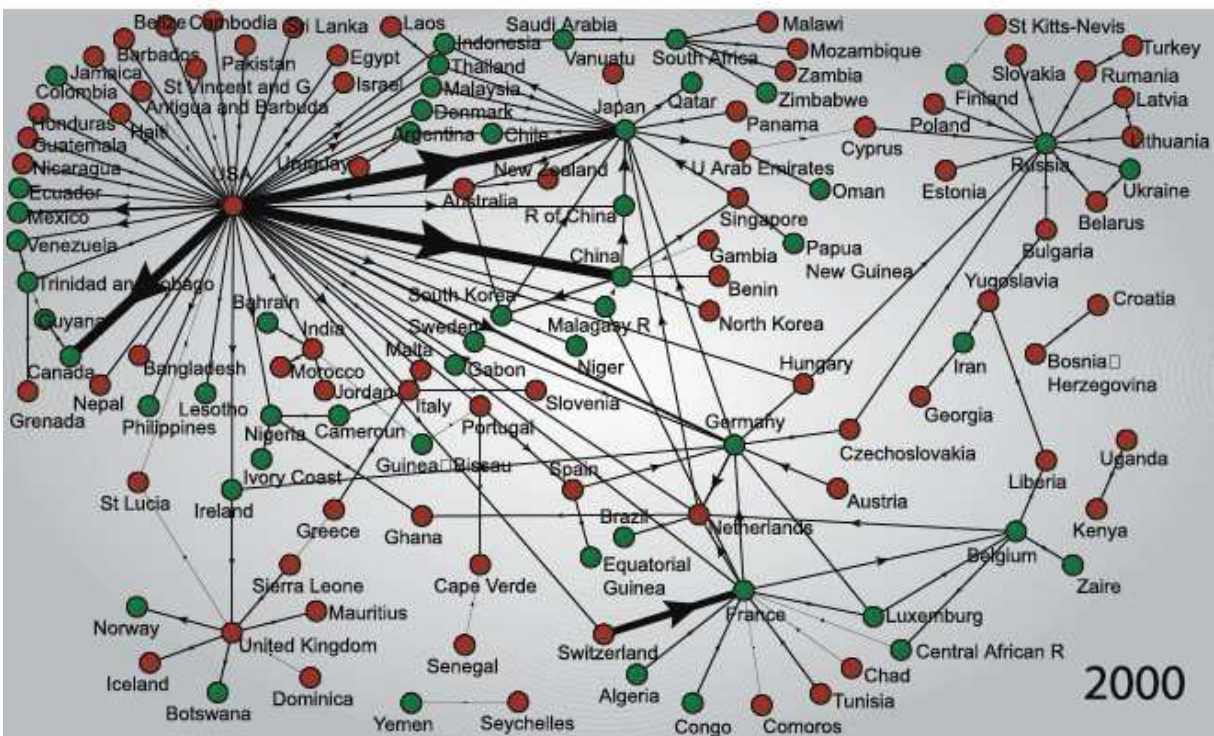 Belize
Cambodia
Sri Lanka
Laos
Saudi Arabia
Malawi
St Kitts-Nevis
Barbados
Indonesia
Vanuatu
South Africa
Mozambique
Turkey
Egypt
Pakistan
Thailand
Slovakia
Rumania
Jamaica
St Vincent and G
Israel
Malaysia
Zambia
Colombia
Antigua and Barbuda
Japan
Qatar
Zimbabwe
Finland
Latvia
Denmark
Honduras
Haiti
Argentina
Chile
Panama
Poland
Guatemala
Lithuania
Cyprus
Nicaragua
USA
Uruguay
New Zealand
U Arab Emirates
Russia
Ecuador
Australia
Oman
Estonia
Ukraine
Mexico
R of China
Singapore
Belarus
Venezuela
China
Gambia
Papua
New Guinea
Bulgaria
Trinidad and Tobago
Benin
Yugoslavia
Bahrain
South Korea
Croatia
Guyana
India
Sweden
Malagasy R
North Korea
Malta
Iran
Canada
Bangladesh
Morocco
Gabon
Niger
Hungary
Bosnia
Herzegovina
Grenada
Nepal
Lesotho
Jordan
Italy
Slovenia
Georgia
Philippines
Nigeria
Cameroun
Portugal
Germany
Czechoslovakia
Guinea Bissau
Uganda
Ivory Coast
Spain
St Lucia
Ireland
Austria
Liberia
Greece
Ghana
Brazil
Netherlands
Kenya
Belgium
Equatorial
Guinea
Sierra Leone
Cape Verde
Zaire
Norway
Mauritius
France
Luxemburg
United Kingdom
Switzerland
Central African R
Senegal
Iceland
Dominica
Algeria
Chad
2000
Tunisia
Botswana
Yemen
Seychelles
Congo
Comoros